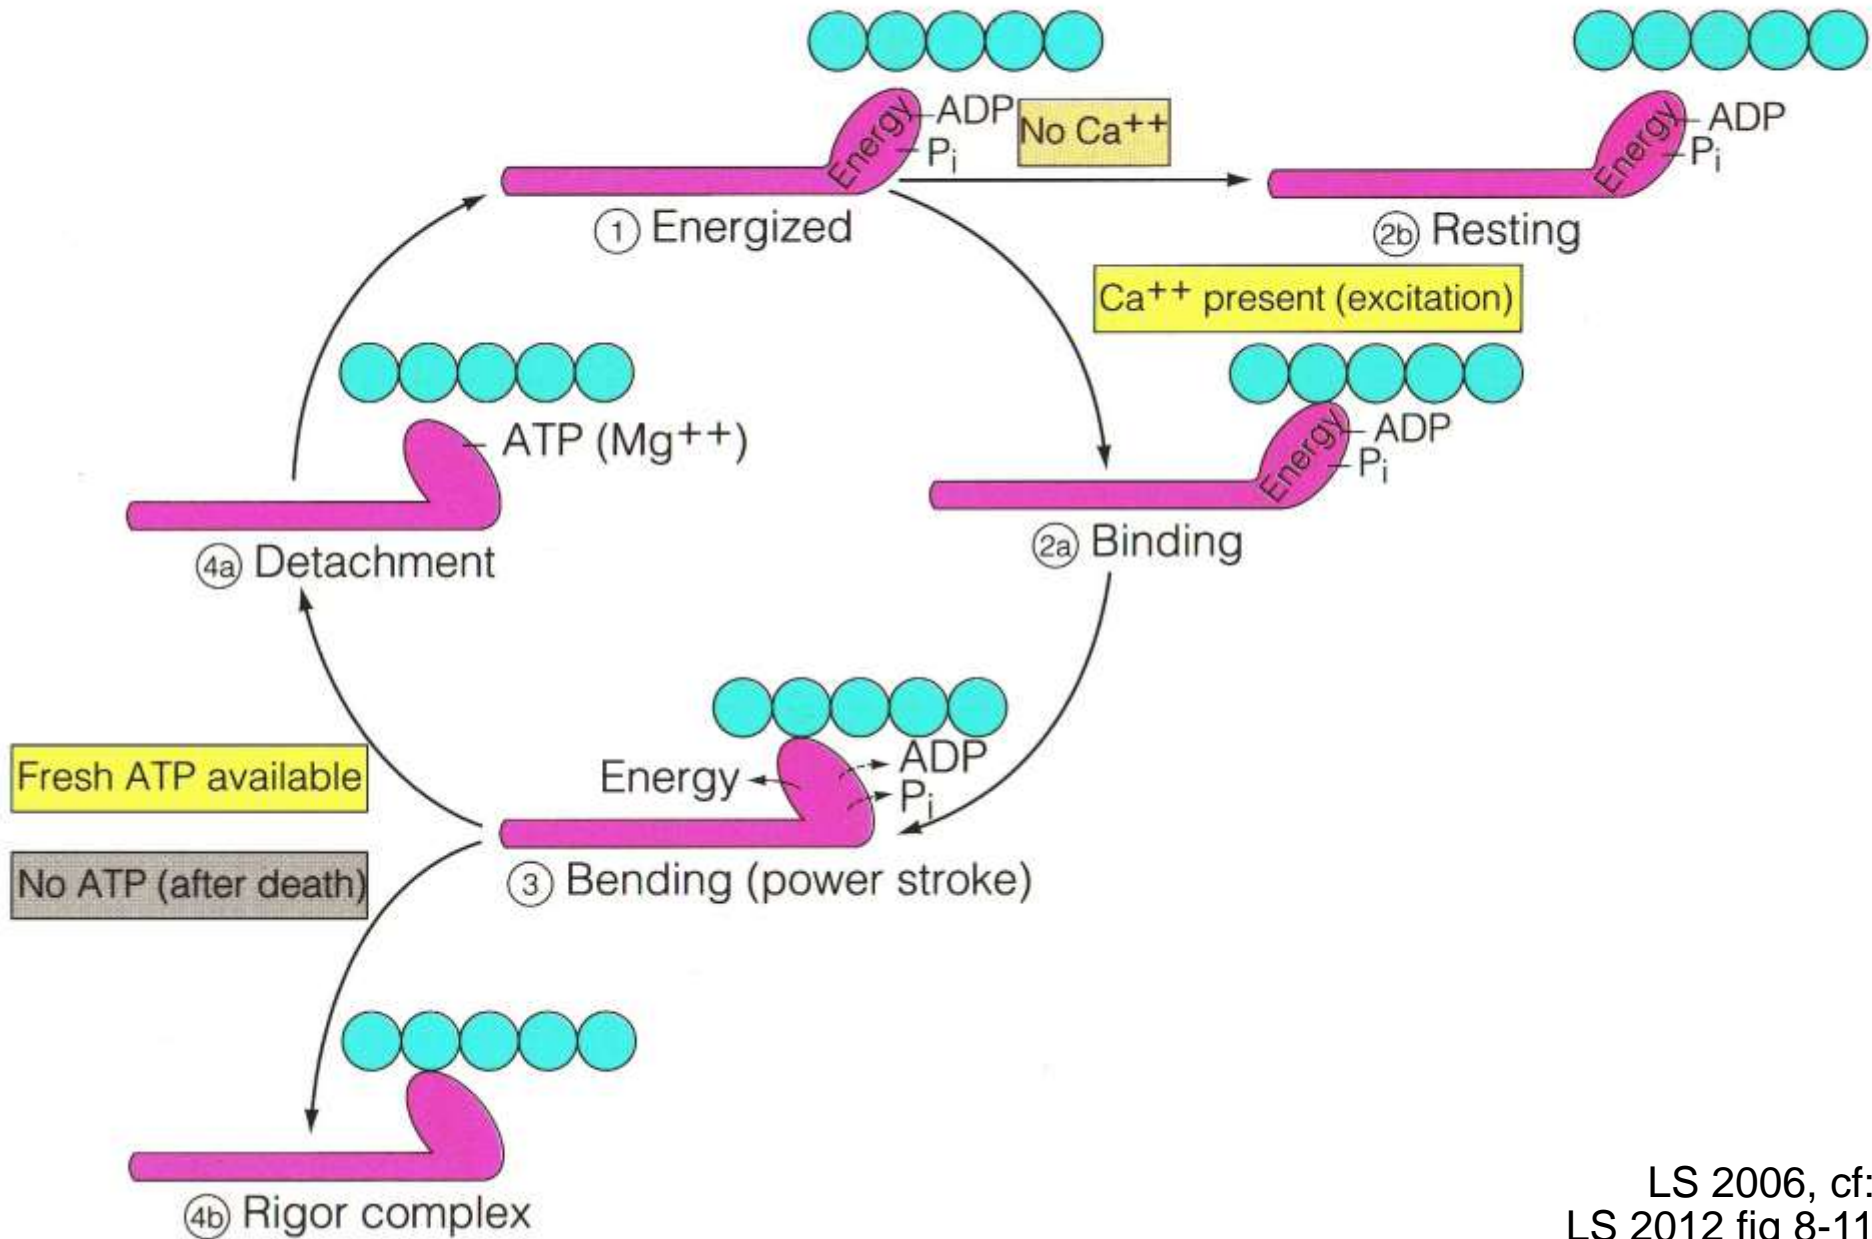 ADP
Pi
Energy
No Ca++
① Energized
ADP
Pi
Energy
2b Resting
Ca++ present (excitation)
ATP (Mg++)
4a Detachment
ADP
Pi
Energy
2a Binding
Fresh ATP available
No ATP (after death)
Energy
ADP
Pi
③ Bending (power stroke)
4b Rigor complex
LS 2006, cf:
LS 2012 fig 8-11